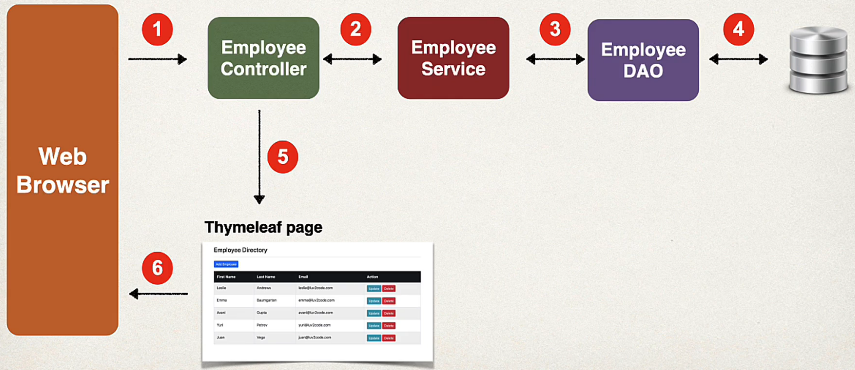 1
Employee
Controller
2
Employee
Service
3
Employee
DAO
4
Web
Browser
5
Thymeleaf page
6
Employee Directory
Add Employee
First Name Last Name Email Action
Leslie Andrews leslie@luv2code.com Update Delete
Emma Baumgarten emma@luv2code.com Update Delete
Avani Gupta avani@luv2code.com Update Delete
Yuri Petrov yuri@luv2code.com Update Delete
Juan Vega juan@luv2code.com Update Delete